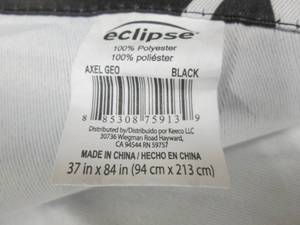 eclipse
100% Polyester
100% poliéster
AXEL GEO BLACK
8 85308 75913 9
Distributed by/Distribuido por Keeco LLC
30736 Wiegman Road Hayward,
CA 94544 RN 59757
MADE IN CHINA / HECHO EN CHINA
37 in x 84 in (94 cm x 213 cm)